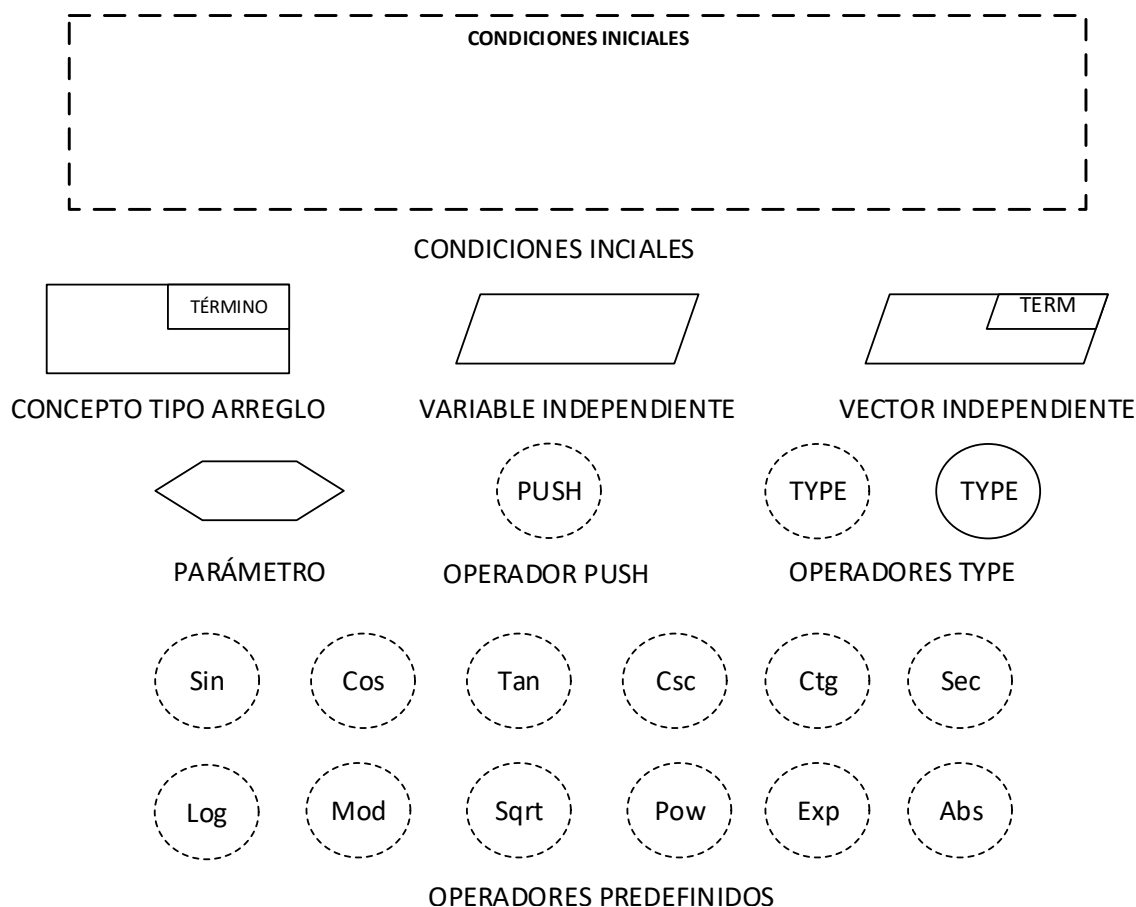 CONDICIONES INICIALES
CONDICIONES INCIALES
TÉRMINO
TERM
CONCEPTO TIPO ARREGLO
VARIABLE INDEPENDIENTE
VECTOR INDEPENDIENTE
PUSH
TYPE
TYPE
PARÁMETRO
OPERADOR PUSH
OPERADORES TYPE
Sin
Cos
Tan
Csc
Ctg
Sec
Log
Mod
Sqrt
Pow
Exp
Abs
OPERADORES PREDEFINIDOS